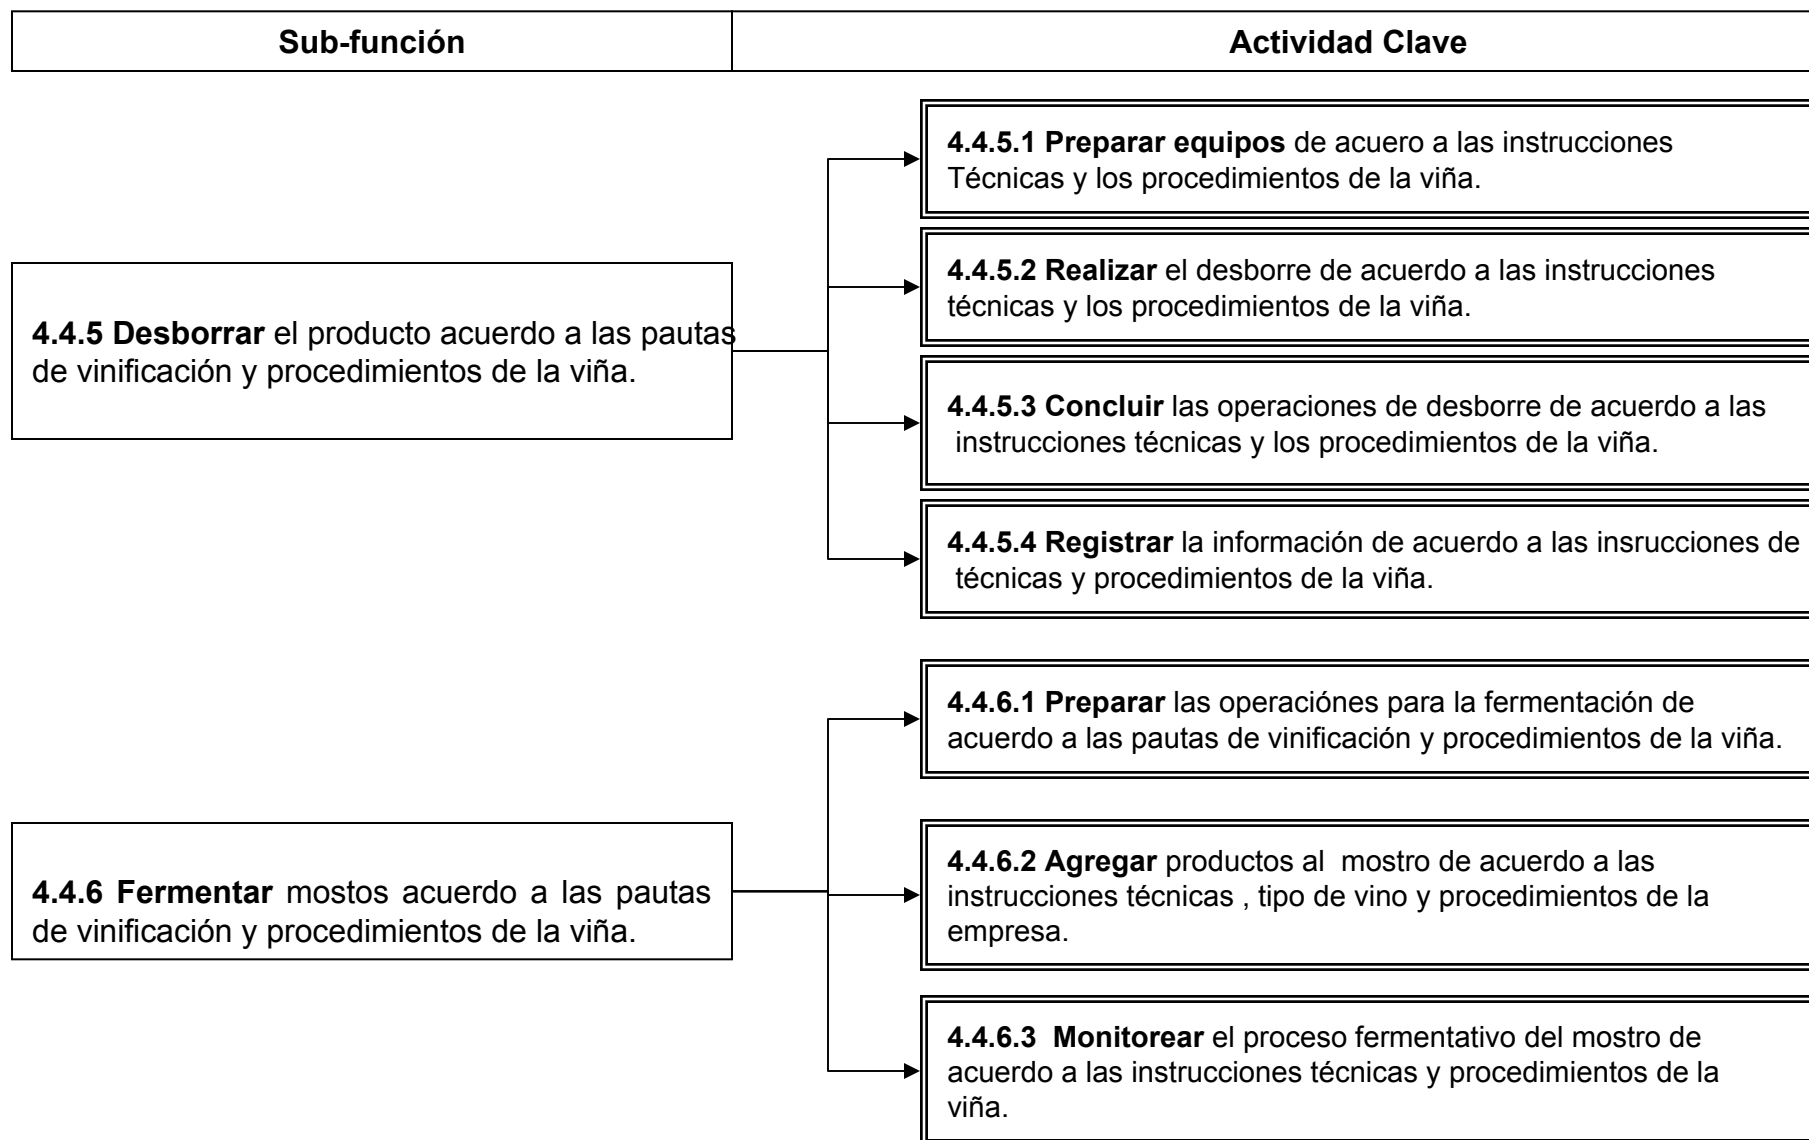 Sub-función
Actividad Clave
4.4.5 Desborrar el producto acuerdo a las pautas
de vinificación y procedimientos de la viña.
4.4.5.1 Preparar equipos de acuero a las instrucciones
Técnicas y los procedimientos de la viña.
4.4.5.2 Realizar el desborre de acuerdo a las instrucciones
técnicas y los procedimientos de la viña.
4.4.5.3 Concluir las operaciones de desborre de acuerdo a las
instrucciones técnicas y los procedimientos de la viña.
4.4.5.4 Registrar la información de acuerdo a las insrucciones de
técnicas y procedimientos de la viña.
4.4.6 Fermentar mostos acuerdo a las pautas
de vinificación y procedimientos de la viña.
4.4.6.1 Preparar las operaciónes para la fermentación de
acuerdo a las pautas de vinificación y procedimientos de la viña.
4.4.6.2 Agregar productos al mostro de acuerdo a las
instrucciones técnicas , tipo de vino y procedimientos de la
empresa.
4.4.6.3 Monitorear el proceso fermentativo del mostro de
acuerdo a las instrucciones técnicas y procedimientos de la
viña.